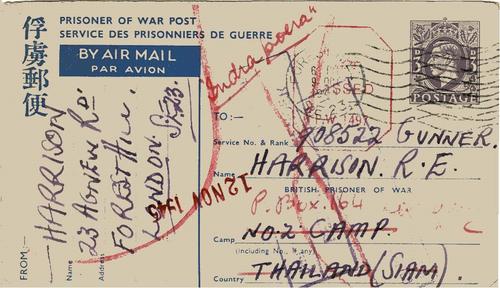 俘虜郵便
PRISONER OF WAR POST
SERVICE DES PRISONNIERS DE GUERRE
BY AIR MAIL
PAR AVION
"Indrapoera"
3
POSTAGE
PASSED
TO:—
Service No. & Rank 908522 GUNNER.
Name HARRISON. R.E.
BRITISH PRISONER OF WAR
P. Box 164
Camp NO.2 CAMP.
(including No., if any)
Country THAILAND (SIAM).
12 NOV 1945
FROM:—
Name HARRISON
Address 23 AGNEW RD.
FOREST HILL.
LONDON. S.E.23.